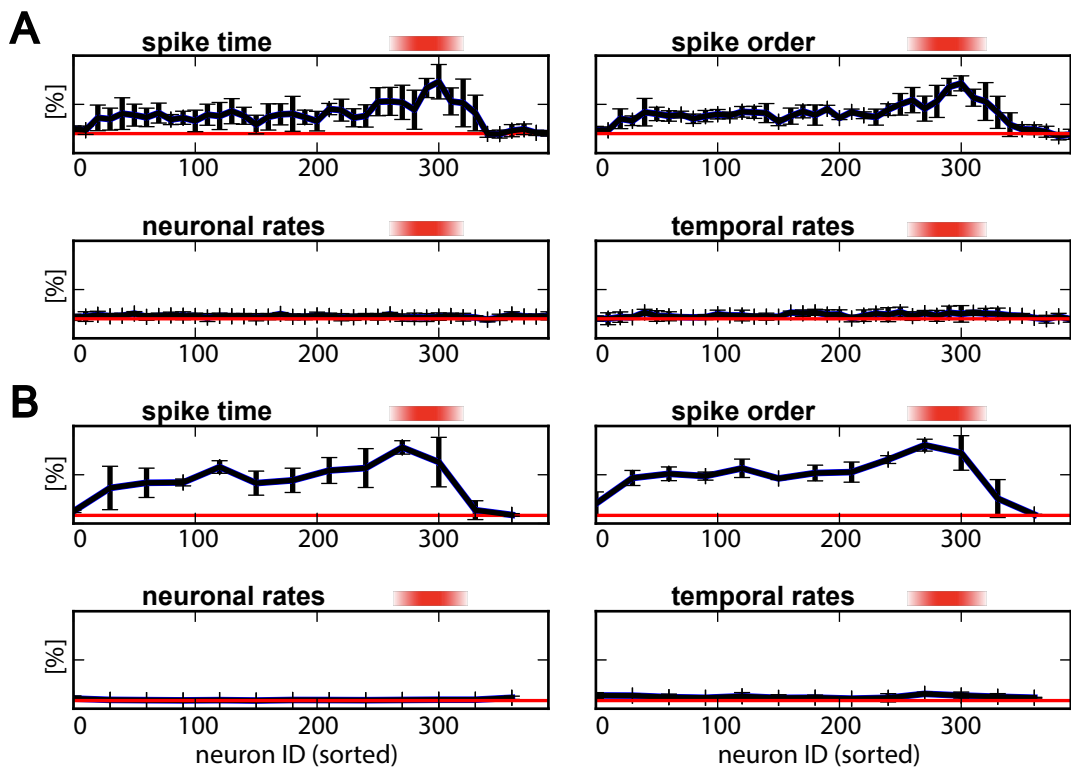 A
spike time
spike order
[%]
0 100 200 300
0 100 200 300
neuronal rates
temporal rates
[%]
0 100 200 300
0 100 200 300
B
spike time
spike order
[%]
0 100 200 300
0 100 200 300
neuronal rates
temporal rates
[%]
0 100 200 300
0 100 200 300
neuron ID (sorted)
neuron ID (sorted)